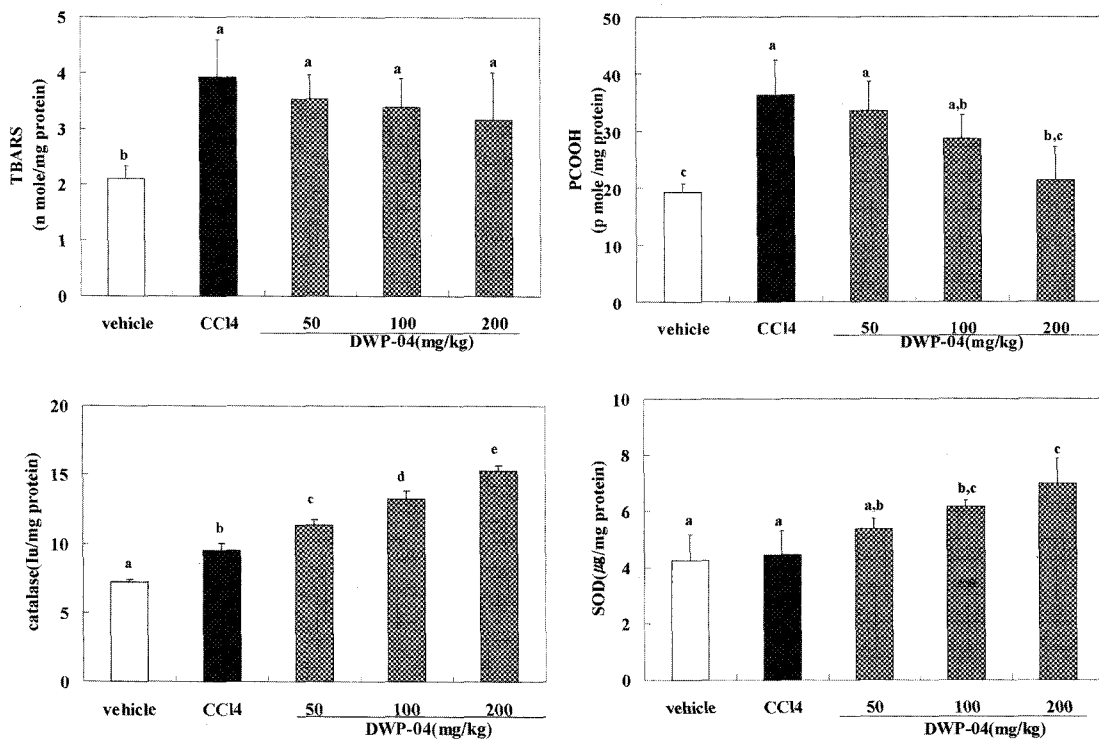 TBARS
(n mole/mg protein)
5
4
3
2
1
0
b
a
a
a
a
vehicle
CCl4
50
100
200
DWP-04(mg/kg)
PCOOH
(p mole/mg protein)
50
40
30
20
10
0
c
a
a
a,b
b,c
vehicle
CCl4
50
100
200
DWP-04(mg/kg)
catalase(Iu/mg protein)
20
15
10
5
0
a
b
c
d
e
vehicle
CCl4
50
100
200
DWP-04(mg/kg)
SOD(㎍/mg protein)
10
8
6
4
2
0
a
a
a,b
b,c
c
vehicle
CCl4
50
100
200
DWP-04(mg/kg)